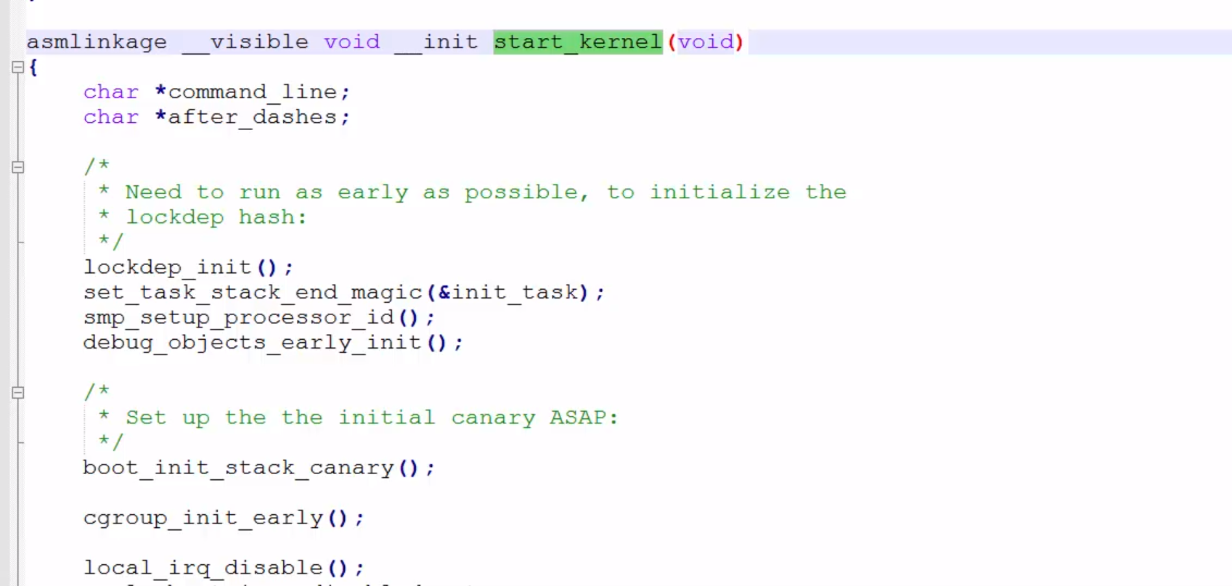 asmlinkage __visible void __init start_kernel(void)
{
char *command_line;
char *after_dashes;
/*
* Need to run as early as possible, to initialize the
* lockdep hash:
*/
lockdep_init();
set_task_stack_end_magic(&init_task);
smp_setup_processor_id();
debug_objects_early_init();
/*
* Set up the the initial canary ASAP:
*/
boot_init_stack_canary();
cgroup_init_early();
local_irq_disable();